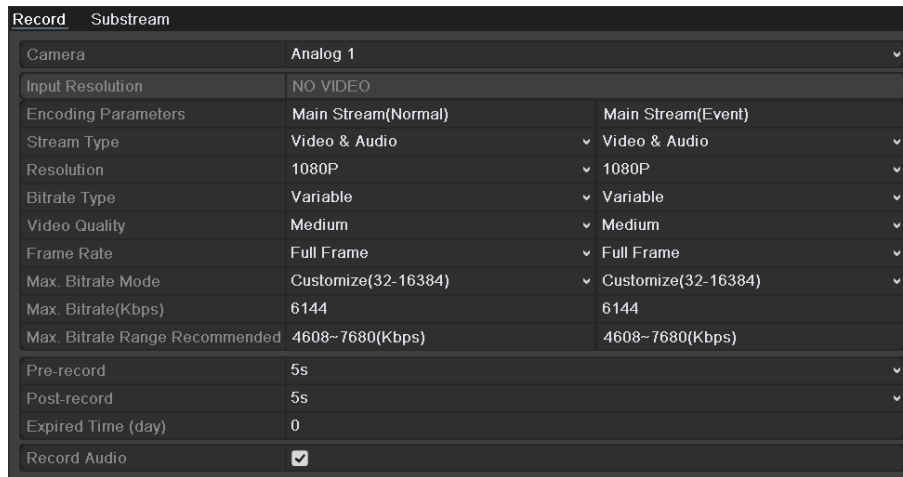 Record Substream
Camera Analog 1
Input Resolution NO VIDEO
Encoding Parameters Main Stream(Normal) Main Stream(Event)
Stream Type Video & Audio Video & Audio
Resolution 1080P 1080P
Bitrate Type Variable Variable
Video Quality Medium Medium
Frame Rate Full Frame Full Frame
Max. Bitrate Mode Customize(32-16384) Customize(32-16384)
Max. Bitrate(Kbps) 6144 6144
Max. Bitrate Range Recommended 4608~7680(Kbps) 4608~7680(Kbps)
Pre-record 5s
Post-record 5s
Expired Time (day) 0
Record Audio